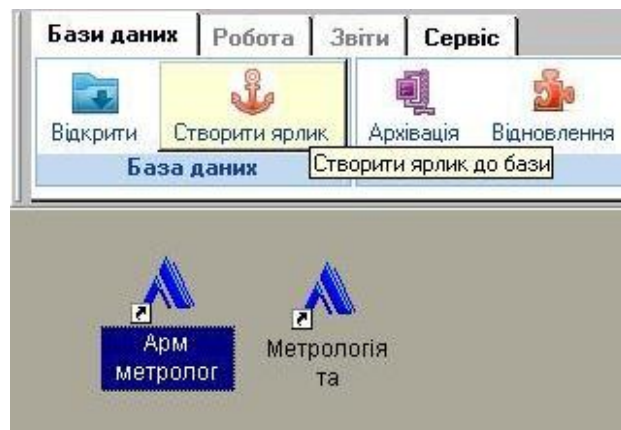 Бази даних Робота Звіти Сервіс
Відкрити Створити ярлик Архівація Відновлення
База даних
Створити ярлик до бази
Арм
метролог
Метрологія
та